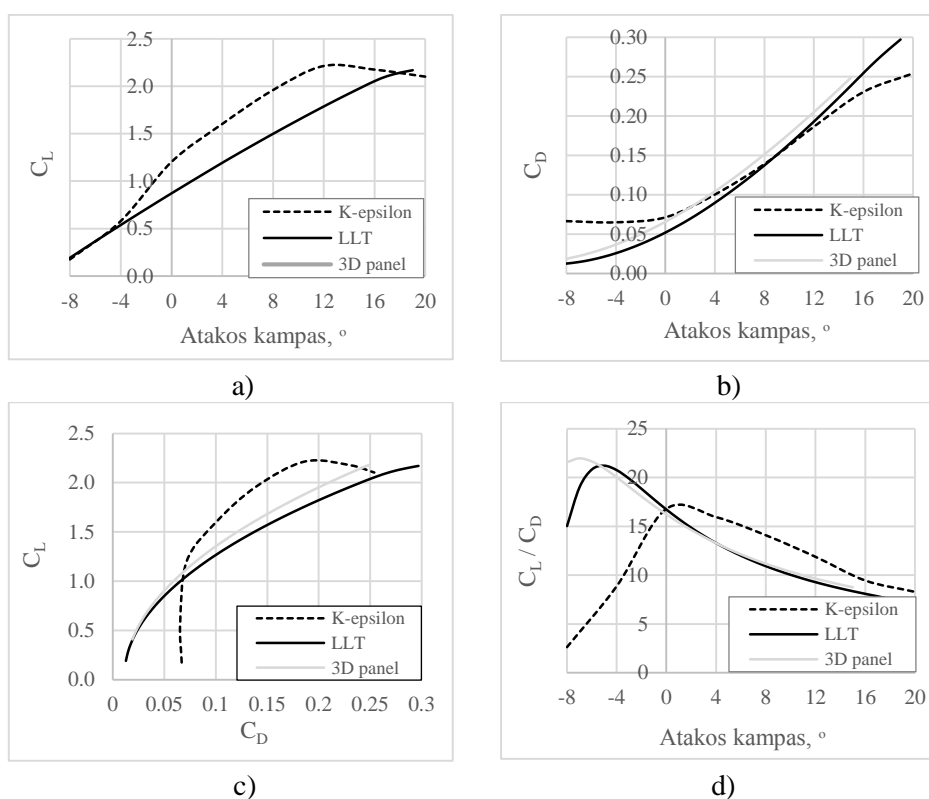 2.5
2.0
1.5
1.0
0.5
0.0
C_L
-8 -4 0 4 8 12 16 20
Atakos kampas, º
K-epsilon
LLT
3D panel
a)
0.30
0.25
0.20
0.15
0.10
0.05
0.00
C_D
-8 -4 0 4 8 12 16 20
Atakos kampas, º
K-epsilon
LLT
3D panel
b)
2.5
2.0
1.5
1.0
0.5
0.0
C_L
0 0.05 0.1 0.15 0.2 0.25 0.3
C_D
K-epsilon
LLT
3D panel
c)
25
20
15
10
5
0
C_L / C_D
-8 -4 0 4 8 12 16 20
Atakos kampas, º
K-epsilon
LLT
3D panel
d)